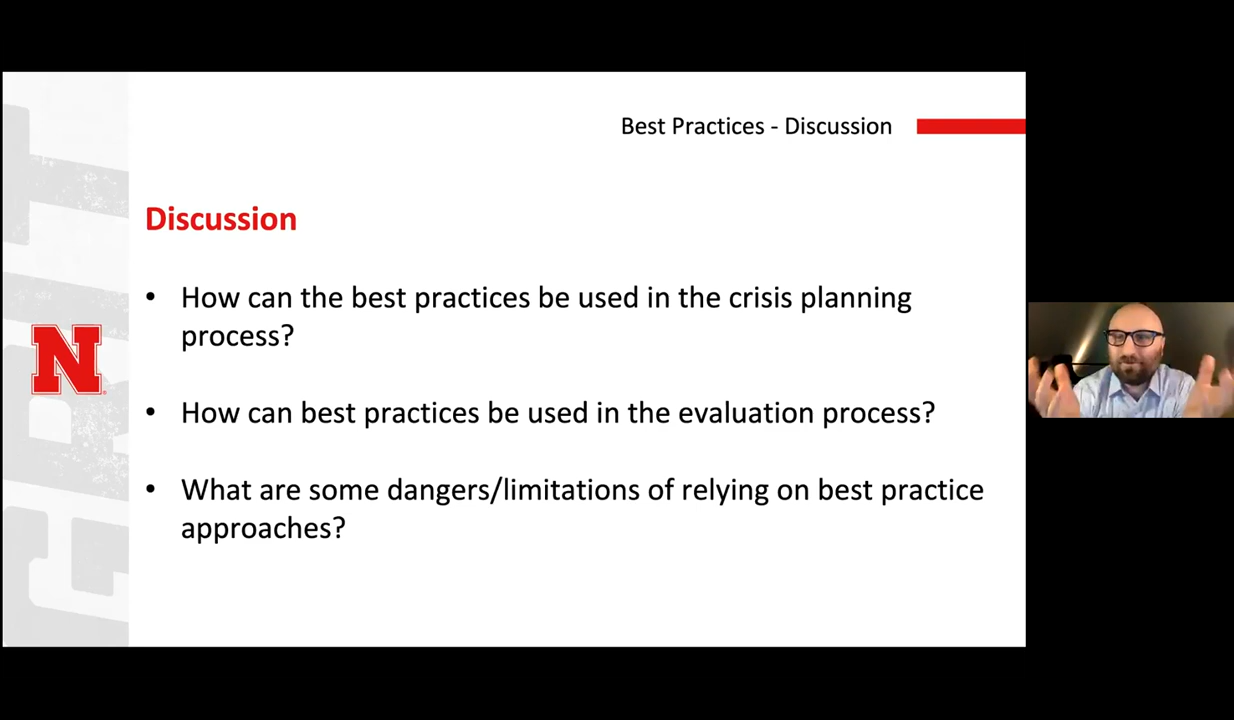 Best Practices - Discussion
Discussion
• How can the best practices be used in the crisis planning
process?
N
• How can best practices be used in the evaluation process?
• What are some dangers/limitations of relying on best practice
approaches?